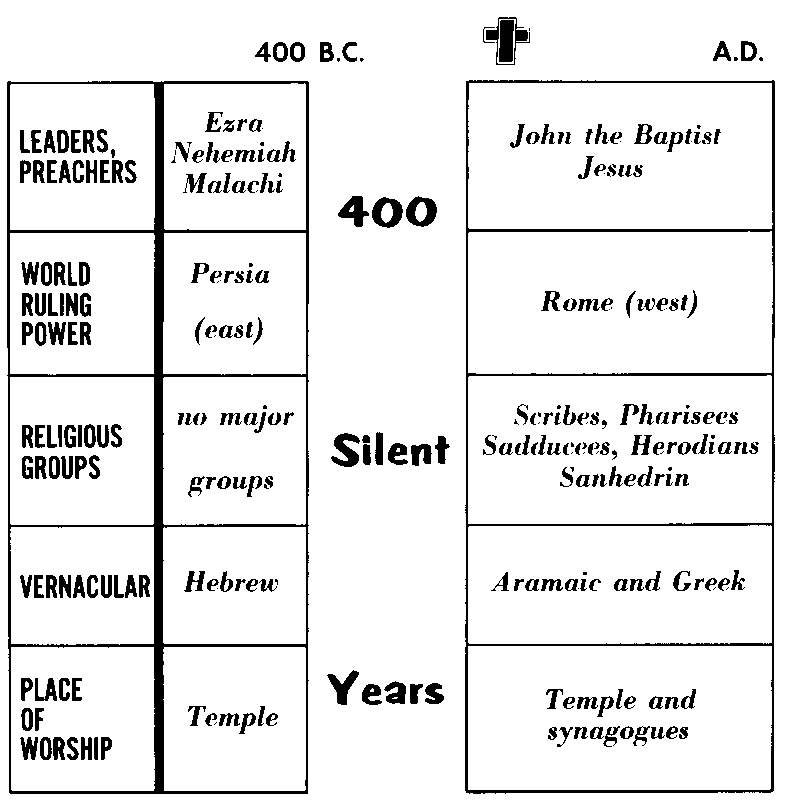 400 B.C.
A.D.
LEADERS,
PREACHERS
Ezra
Nehemiah
Malachi
John the Baptist
Jesus
400
WORLD
RULING
POWER
Persia
(east)
Rome (west)
RELIGIOUS
GROUPS
no major
groups
Silent
Scribes, Pharisees
Sadducees, Herodians
Sanhedrin
VERNACULAR
Hebrew
Aramaic and Greek
PLACE
OF
WORSHIP
Temple
Years
Temple and
synagogues